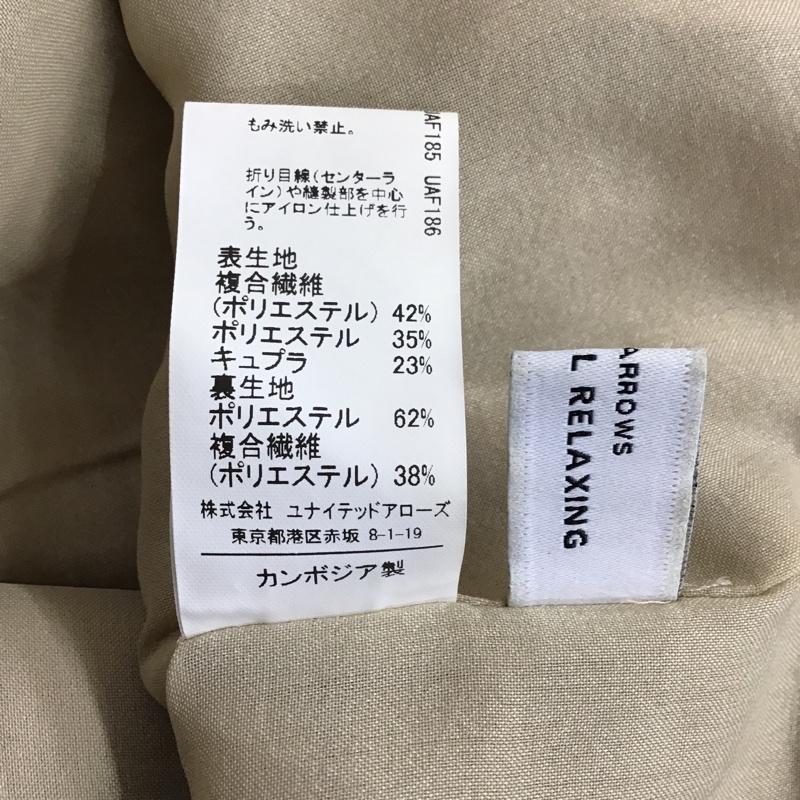 もみ洗い禁止。
折り目線(センターラ
イン)や縫製部を中心
にアイロン仕上げを行
う。
UAF185 UAF186
表生地
複合繊維
(ポリエステル) 42%
ポリエステル 35%
キュプラ 23%
裏生地
ポリエステル 62%
複合繊維
(ポリエステル) 38%
株式会社 ユナイテッドアローズ
東京都港区赤坂 8-1-19
カンボジア製
ARROWS
L RELAXING